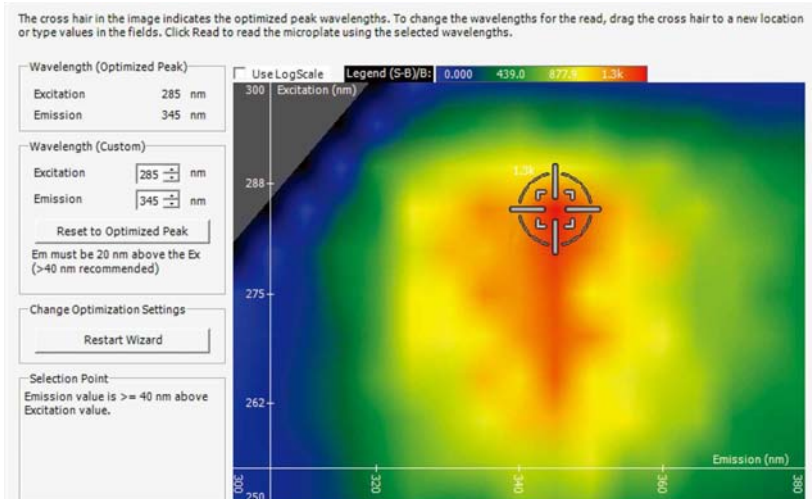 The cross hair in the image indicates the optimized peak wavelengths. To change the wavelengths for the read, drag the cross hair to a new location
or type values in the fields. Click Read to read the microplate using the selected wavelengths.
Wavelength (Optimized Peak)
Excitation 285 nm
Emission 345 nm
Wavelength (Custom)
Excitation 285 nm
Emission 345 nm
Reset to Optimized Peak
Em must be 20 nm above the Ex
(>40 nm recommended)
Change Optimization Settings
Restart Wizard
Selection Point
Emission value is >= 40 nm above
Excitation value.
Use LogScale Legend (S-B)/B: 0.000 439.0 877.9 1.3k
300 Excitation (nm)
1.3k
288
275
262
Emission (nm)
250
300 320 340 360 380